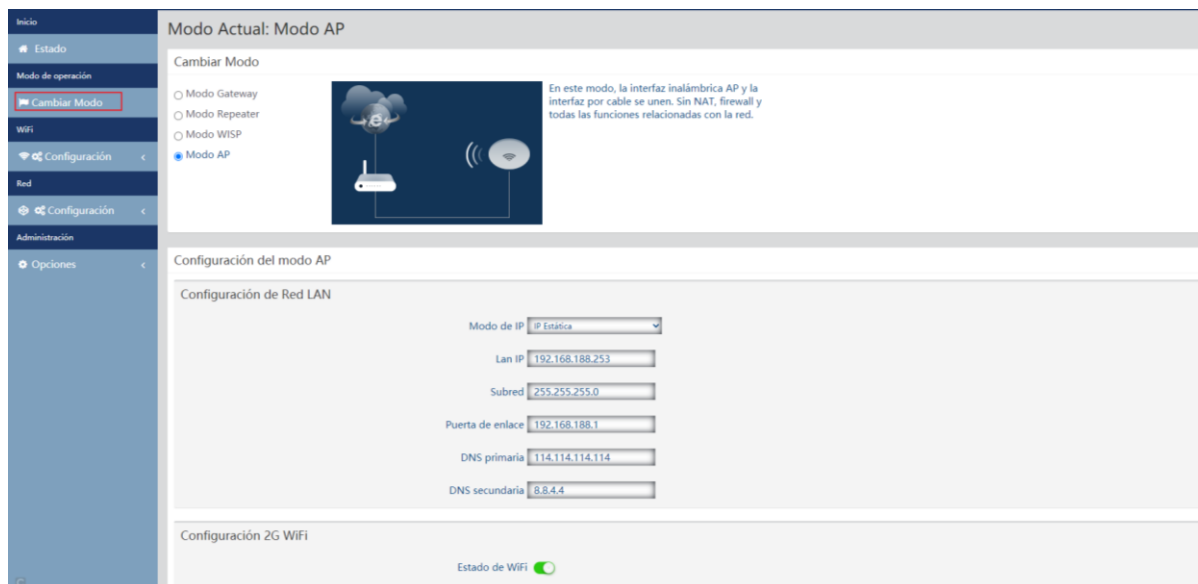 Inicio
Estado
Modo de operación
Cambiar Modo
WiFi
Configuración
Red
Configuración
Administración
Opciones
Modo Actual: Modo AP
Cambiar Modo
Modo Gateway
Modo Repeater
Modo WISP
Modo AP
En este modo, la interfaz inalámbrica AP y la
interfaz por cable se unen. Sin NAT, firewall y
todas las funciones relacionadas con la red.
Configuración del modo AP
Configuración de Red LAN
Modo de IP IP Estática
Lan IP 192.168.188.253
Subred 255.255.255.0
Puerta de enlace 192.168.188.1
DNS primaria 114.114.114.114
DNS secundaria 8.8.4.4
Configuración 2G WiFi
Estado de WiFi